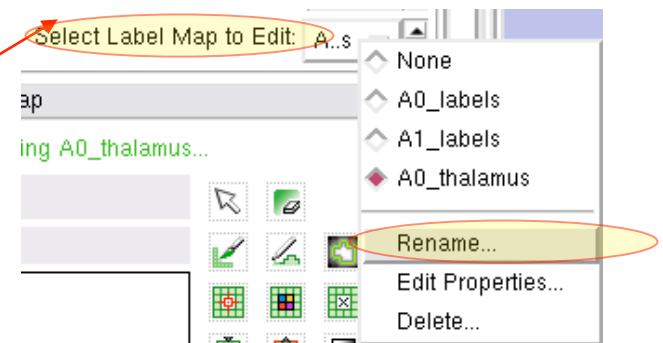 Select Label Map to Edit: A..s
None
ap
A0_labels
ing A0_thalamus...
A1_labels
A0_thalamus
Rename...
Edit Properties...
Delete...